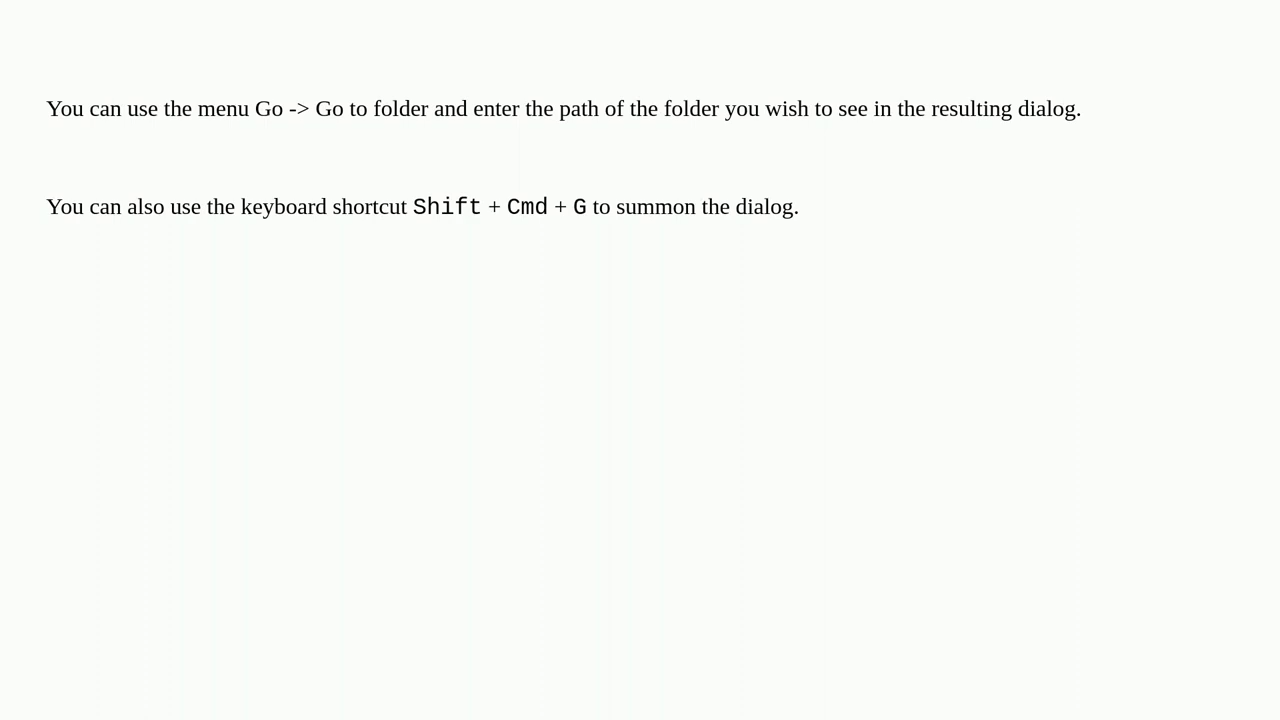 You can use the menu Go -> Go to folder and enter the path of the folder you wish to see in the resulting dialog.
You can also use the keyboard shortcut Shift + Cmd + G to summon the dialog.